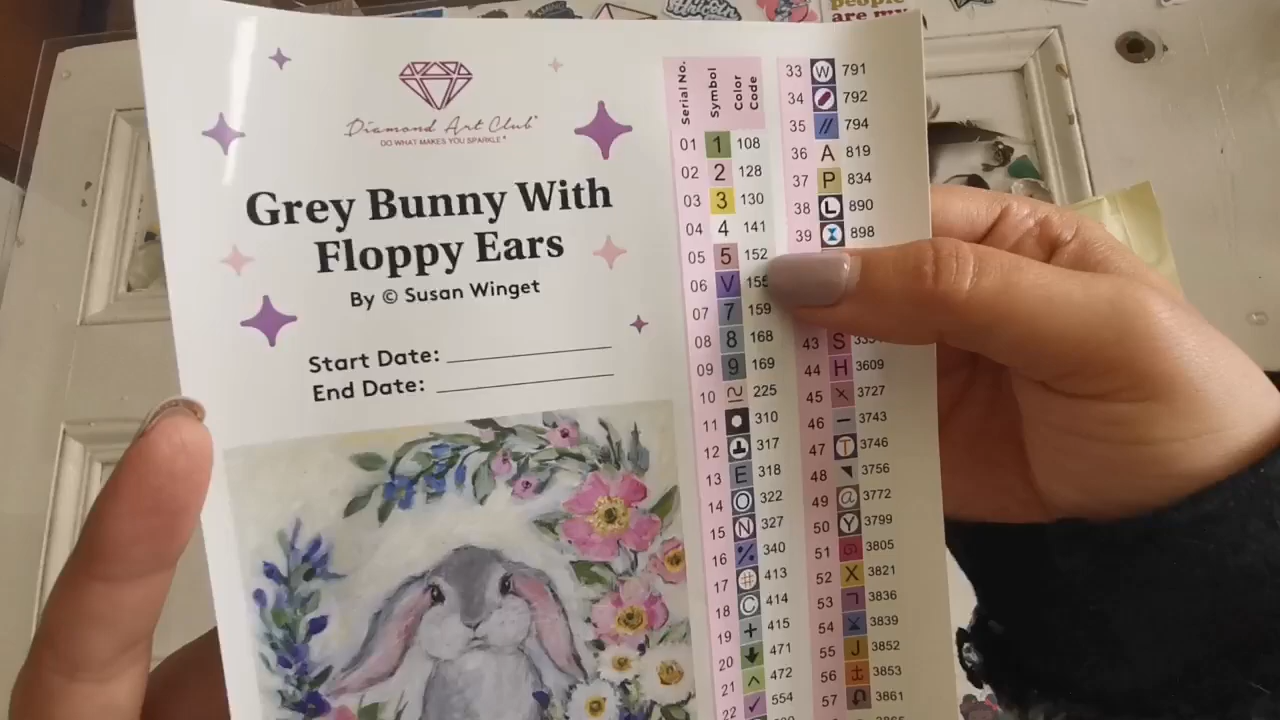 people
are my
Diamond Art Club
DO WHAT MAKES YOU SPARKLE
Grey Bunny With
Floppy Ears
By © Susan Winget
Start Date:
End Date:
Serial No. Symbol Color Code
01 1 108
02 2 128
03 3 130
04 4 141
05 5 152
06 V 155
07 7 159
08 8 168
09 9 169
10 225
11 310
12 317
13 E 318
14 O 322
15 N 327
16 340
17 # 413
18 C 414
19 + 415
20 471
21 ^ 472
22 ✓ 554
33 W 791
34 792
35 // 794
36 A 819
37 P 834
38 L 890
39 898
43 S
44 H 3609
45 3727
46 − 3743
47 T 3746
48 3756
49 @ 3772
50 Y 3799
51 3805
52 X 3821
53 3836
54 3839
55 J 3852
56 ± 3853
57 3861